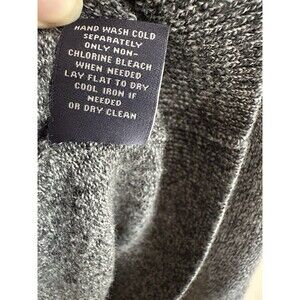 HAND WASH COLD
SEPARATELY
ONLY NON-
CHLORINE BLEACH
WHEN NEEDED
LAY FLAT TO DRY
COOL IRON IF
NEEDED
OR DRY CLEAN